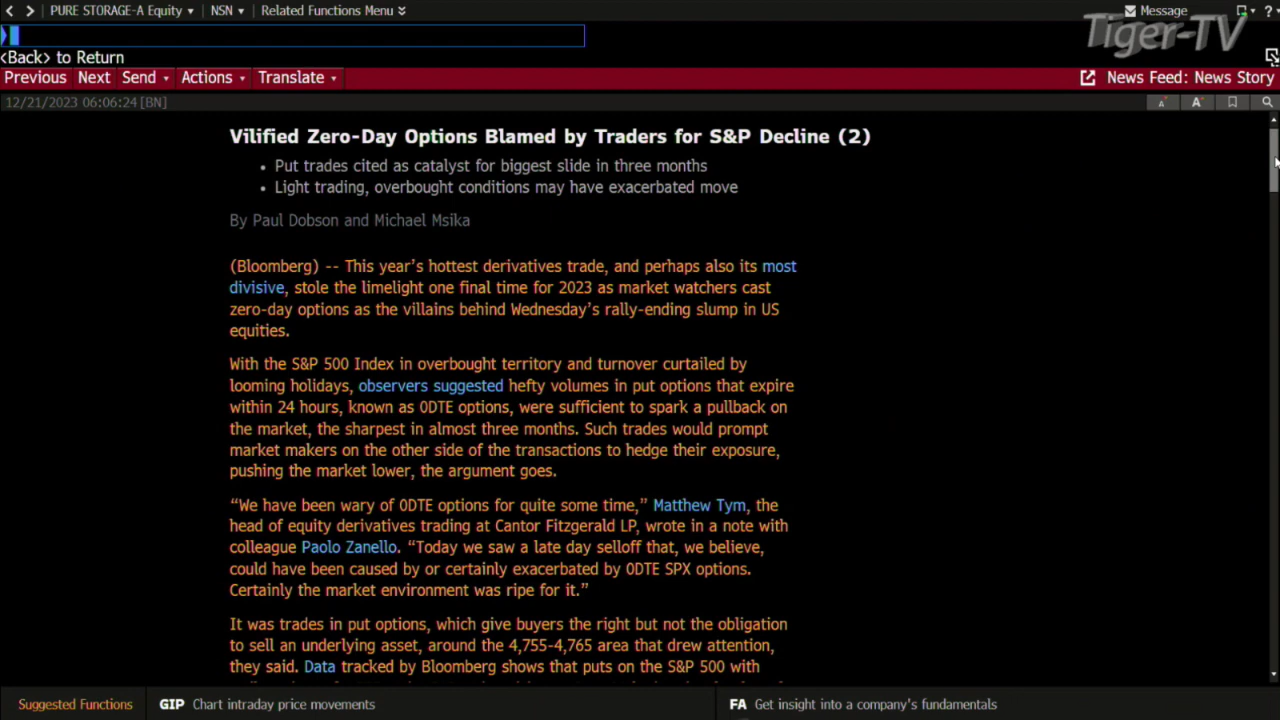 PURE STORAGE-A Equity NSN Related Functions Menu Message ?
Tiger-TV
<Back> to Return
Previous Next Send Actions Translate News Feed: News Story
12/21/2023 06:06:24[BN] A A
Vilified Zero-Day Options Blamed by Traders for S&P Decline (2)
• Put trades cited as catalyst for biggest slide in three months
• Light trading, overbought conditions may have exacerbated move
By Paul Dobson and Michael Msika
(Bloomberg) -- This year's hottest derivatives trade, and perhaps also its most
divisive, stole the limelight one final time for 2023 as market watchers cast
zero-day options as the villains behind Wednesday's rally-ending slump in US
equities.
With the S&P 500 Index in overbought territory and turnover curtailed by
looming holidays, observers suggested hefty volumes in put options that expire
within 24 hours, known as 0DTE options, were sufficient to spark a pullback on
the market, the sharpest in almost three months. Such trades would prompt
market makers on the other side of the transactions to hedge their exposure,
pushing the market lower, the argument goes.
“We have been wary of 0DTE options for quite some time,” Matthew Tym, the
head of equity derivatives trading at Cantor Fitzgerald LP, wrote in a note with
colleague Paolo Zanello. “Today we saw a late day selloff that, we believe,
could have been caused by or certainly exacerbated by 0DTE SPX options.
Certainly the market environment was ripe for it.”
It was trades in put options, which give buyers the right but not the obligation
to sell an underlying asset, around the 4,755-4,765 area that drew attention,
they said. Data tracked by Bloomberg shows that puts on the S&P 500 with
Suggested Functions GIP Chart intraday price movements FA Get insight into a company's fundamentals